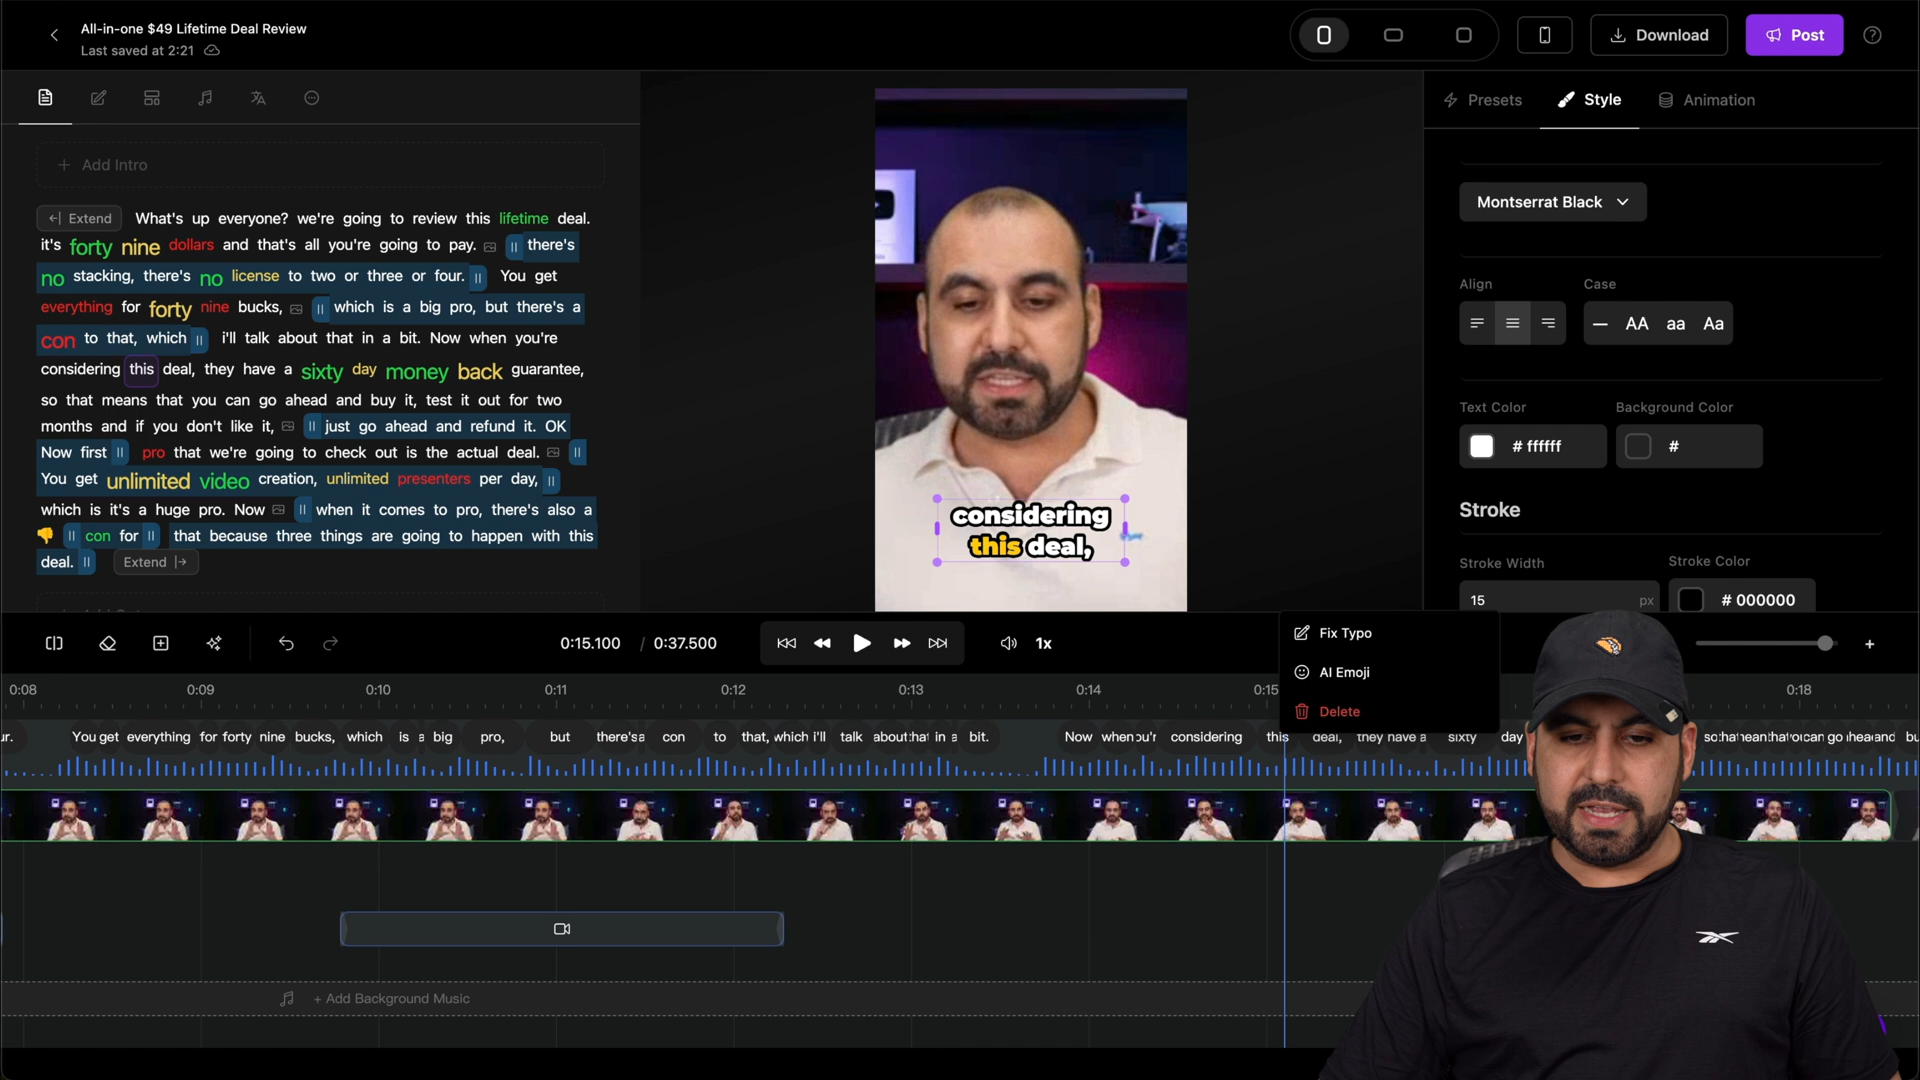 All-in-one $49 Lifetime Deal Review
Last saved at 2:21
Download
Post
Presets
Style
Animation
Add Intro
Extend What's up everyone? we're going to review this lifetime deal.
it's forty nine dollars and that's all you're going to pay. there's
no stacking, there's no license to two or three or four. You get
everything for forty nine bucks, which is a big pro, but there's a
con to that, which i'll talk about that in a bit. Now when you're
considering this deal, they have a sixty day money back guarantee,
so that means that you can go ahead and buy it, test it out for two
months and if you don't like it, just go ahead and refund it. OK
Now first pro that we're going to check out is the actual deal.
You get unlimited video creation, unlimited presenters per day,
which is it's a huge pro. Now when it comes to pro, there's also a
👎 con for that because three things are going to happen with this
deal. Extend
considering
this deal,
Montserrat Black
Align
Case
— AA aa Aa
Text Color
Background Color
# ffffff
#
Stroke
Stroke Width
Stroke Color
15 px
# 000000
0:15.100 / 0:37.500
1x
Fix Typo
AI Emoji
Delete
0:08 0:09 0:10 0:11 0:12 0:13 0:14 0:15 0:18
You get everything for forty nine bucks, which is a big pro, but there's a con to that, which i'll talk about that in a bit. Now when you'r considering this deal, they have a sixty day
+ Add Background Music